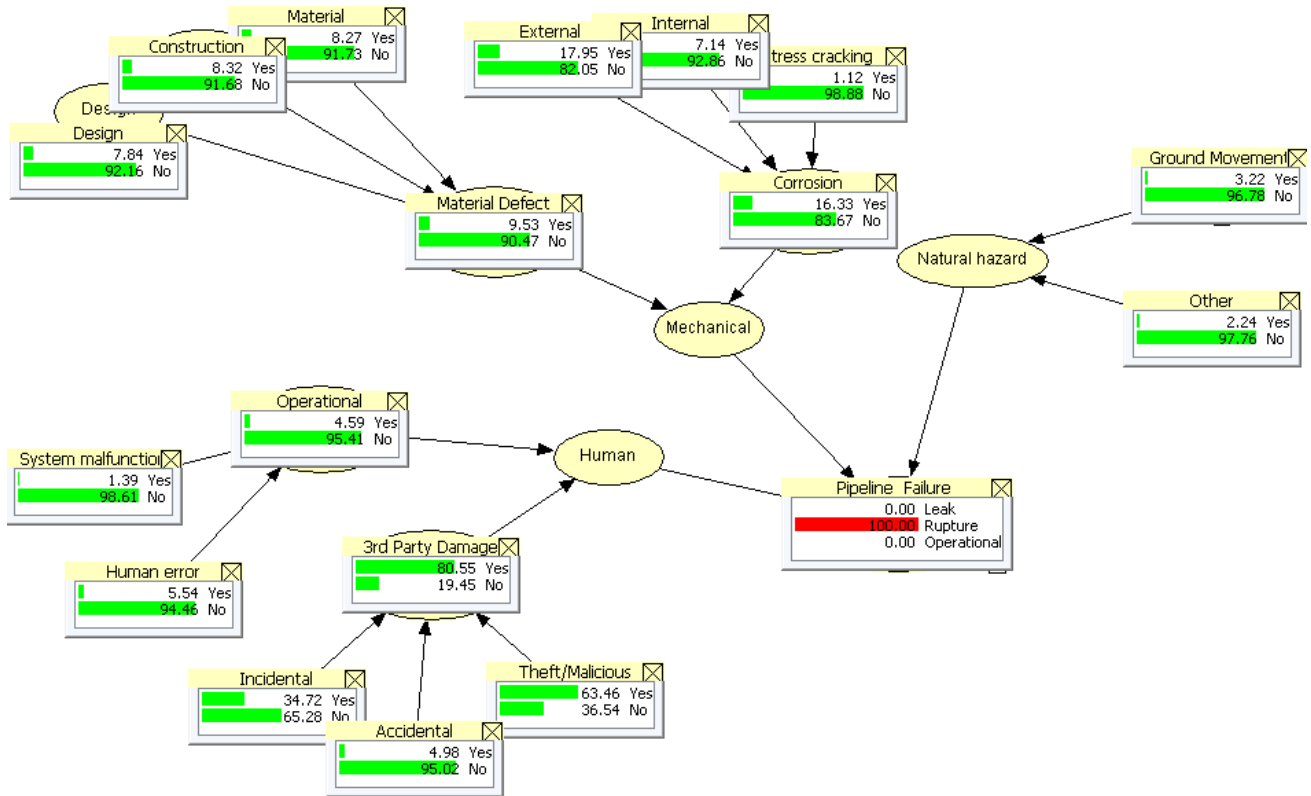 Material
8.27 Yes
91.73 No
Construction
8.32 Yes
91.68 No
Design
Design
7.84 Yes
92.16 No
External
17.95 Yes
82.05 No
Internal
7.14 Yes
92.86 No
tress cracking
1.12 Yes
98.88 No
Material Defect
9.53 Yes
90.47 No
Corrosion
16.33 Yes
83.67 No
Ground Movement
3.22 Yes
96.78 No
Natural hazard
Other
2.24 Yes
97.76 No
Mechanical
Operational
4.59 Yes
95.41 No
System malfunction
1.39 Yes
98.61 No
Human
Human error
5.54 Yes
94.46 No
3rd Party Damage
80.55 Yes
19.45 No
Pipeline Failure
0.00 Leak
100.00 Rupture
0.00 Operational
Incidental
34.72 Yes
65.28 No
Accidental
4.98 Yes
95.02 No
Theft/Malicious
63.46 Yes
36.54 No